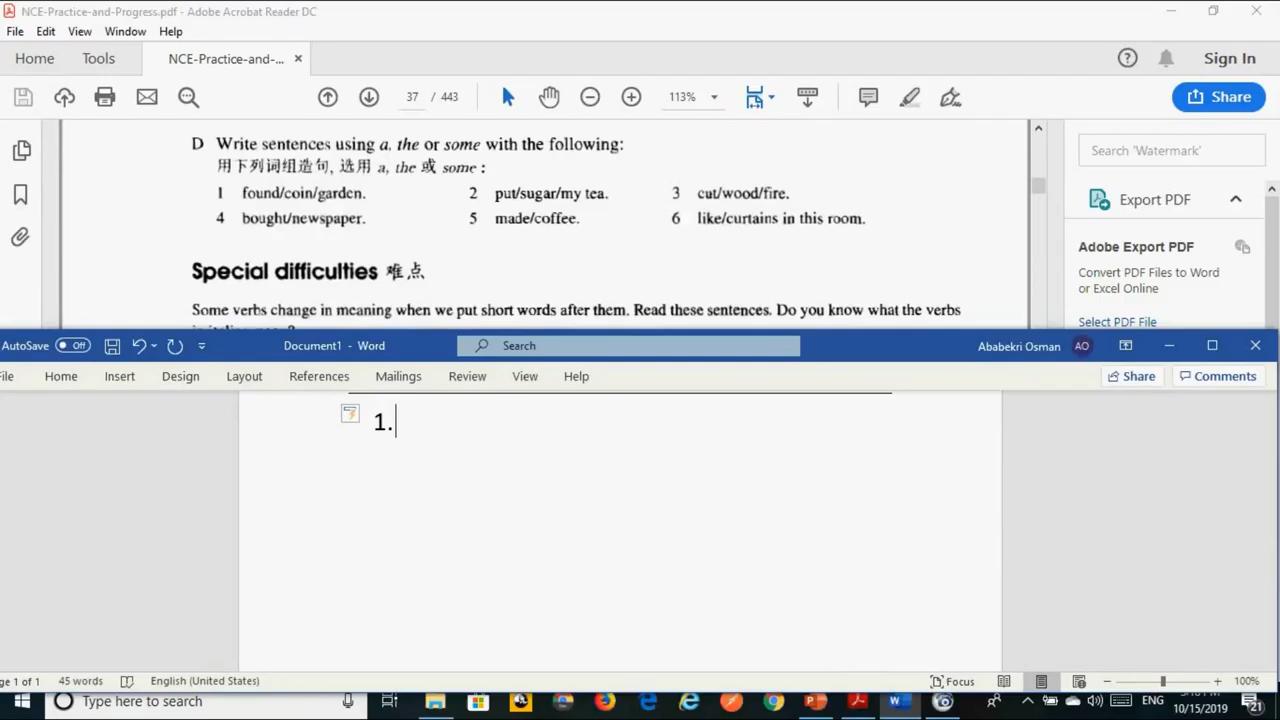 NCE-Practice-and-Progress.pdf - Adobe Acrobat Reader DC
File Edit View Window Help
Home Tools NCE-Practice-and-... × Sign In
37 / 443 113% Share
D Write sentences using a, the or some with the following:
用下列词组造句, 选用 a, the 或 some :
1 found/coin/garden. 2 put/sugar/my tea. 3 cut/wood/fire.
4 bought/newspaper. 5 made/coffee. 6 like/curtains in this room.
Special difficulties 难点
Some verbs change in meaning when we put short words after them. Read these sentences. Do you know what the verbs
Search 'Watermark'
Export PDF
Adobe Export PDF
Convert PDF Files to Word
or Excel Online
Select PDF File
AutoSave Off Document1 - Word Search Ababekri Osman AO
File Home Insert Design Layout References Mailings Review View Help Share Comments
1.
Page 1 of 1 45 words English (United States) Focus 100%
Type here to search ENG
10/15/2019 21